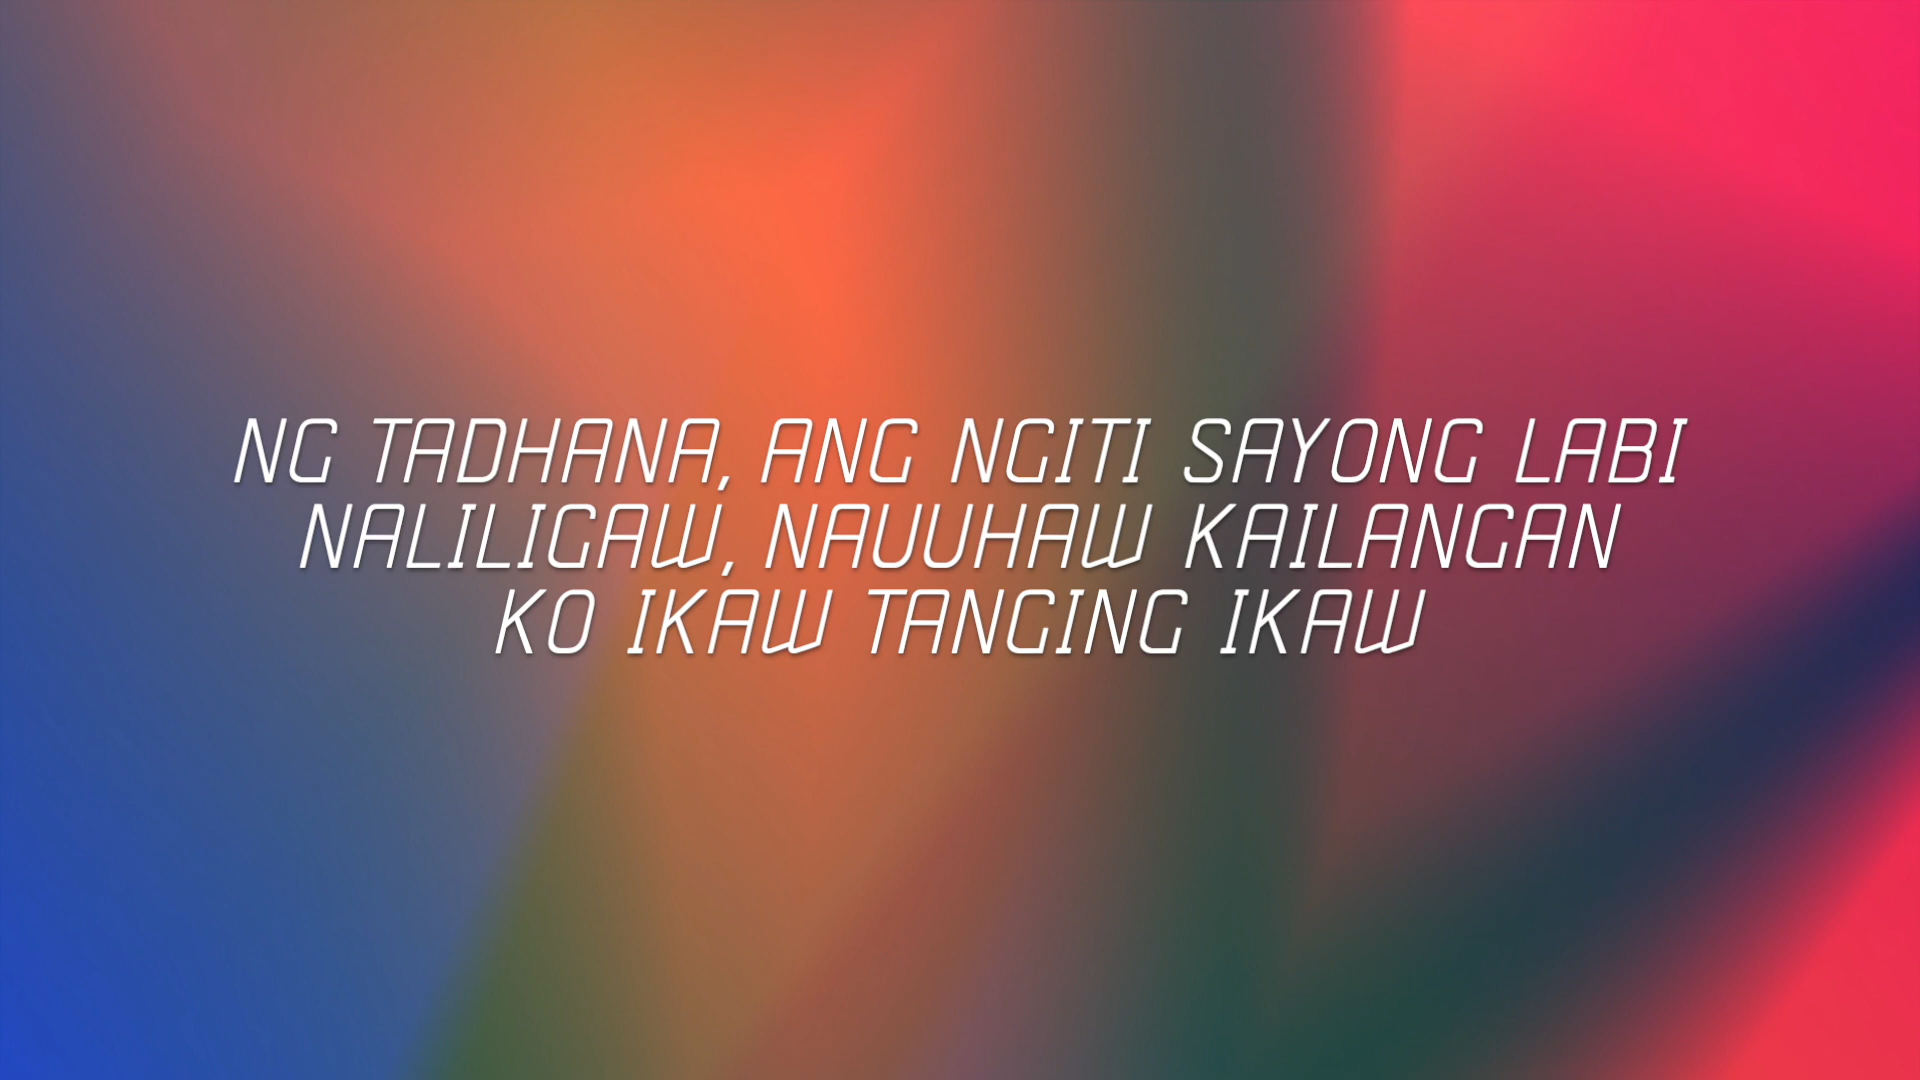 NG TADHANA, ANG NGITI SAYONG LABI
NALILIGAW, NAUUHAW KAILANGAN
KO IKAW TANGING IKAW